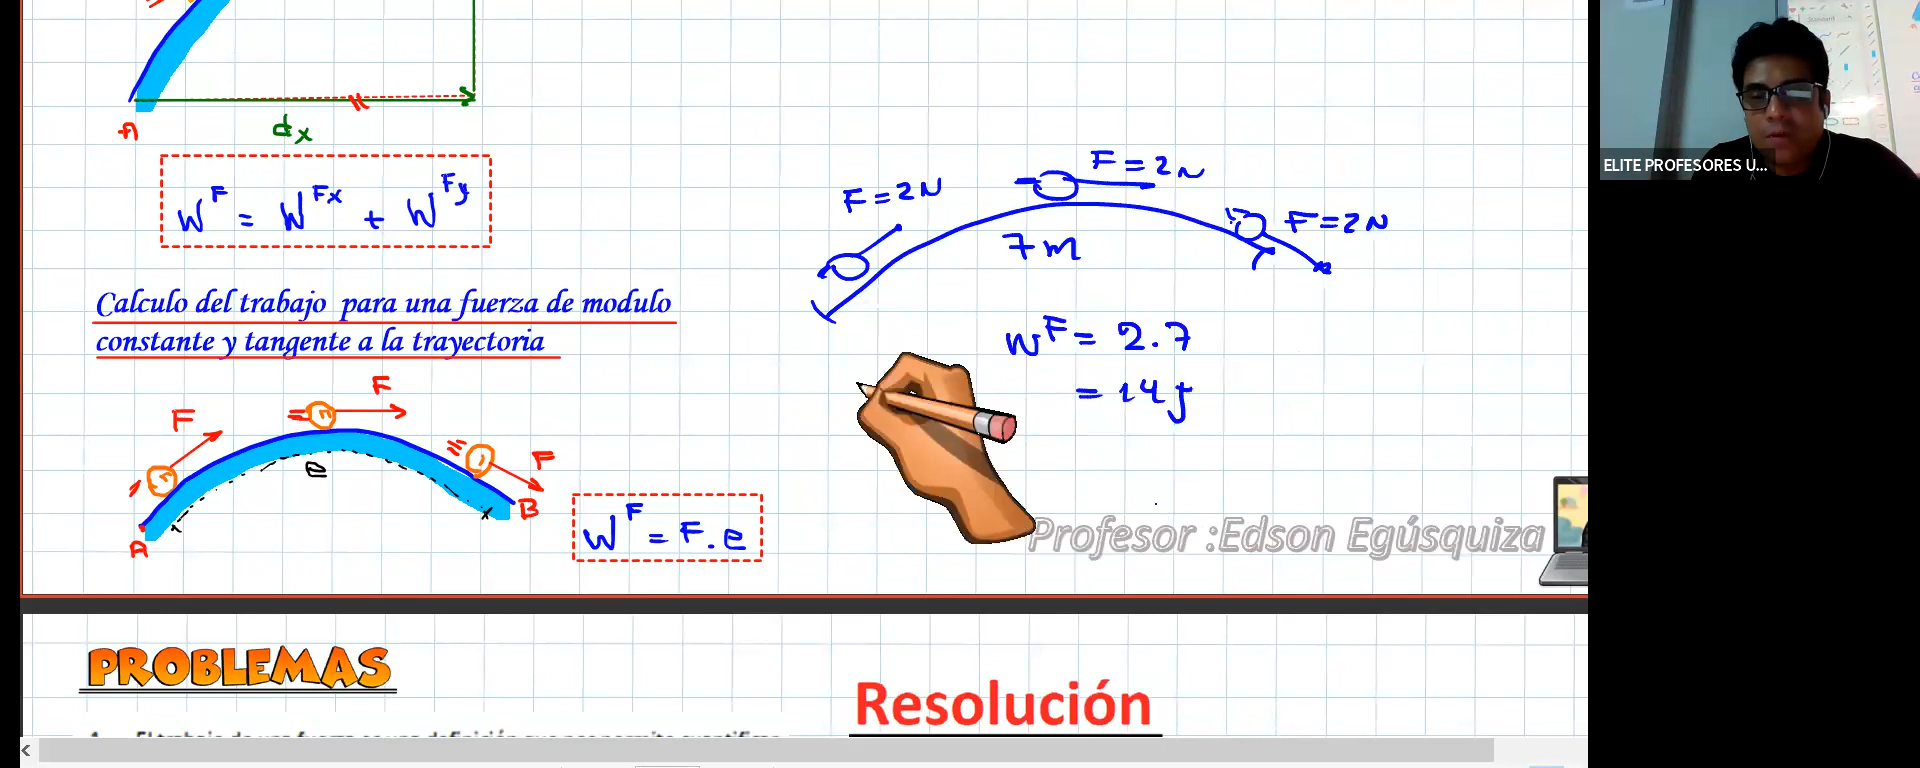 A
dx
W^F = W^Fx + W^Fy
Calculo del trabajo para una fuerza de modulo
constante y tangente a la trayectoria
F
F
F
e
A
B
W^F = F.e
F = 2N
F = 2N
F = 2N
7m
W^F = 2.7
= 14 J
Profesor :Edson Egúsquiza
PROBLEMAS
Resolución
ELITE PROFESORES U...